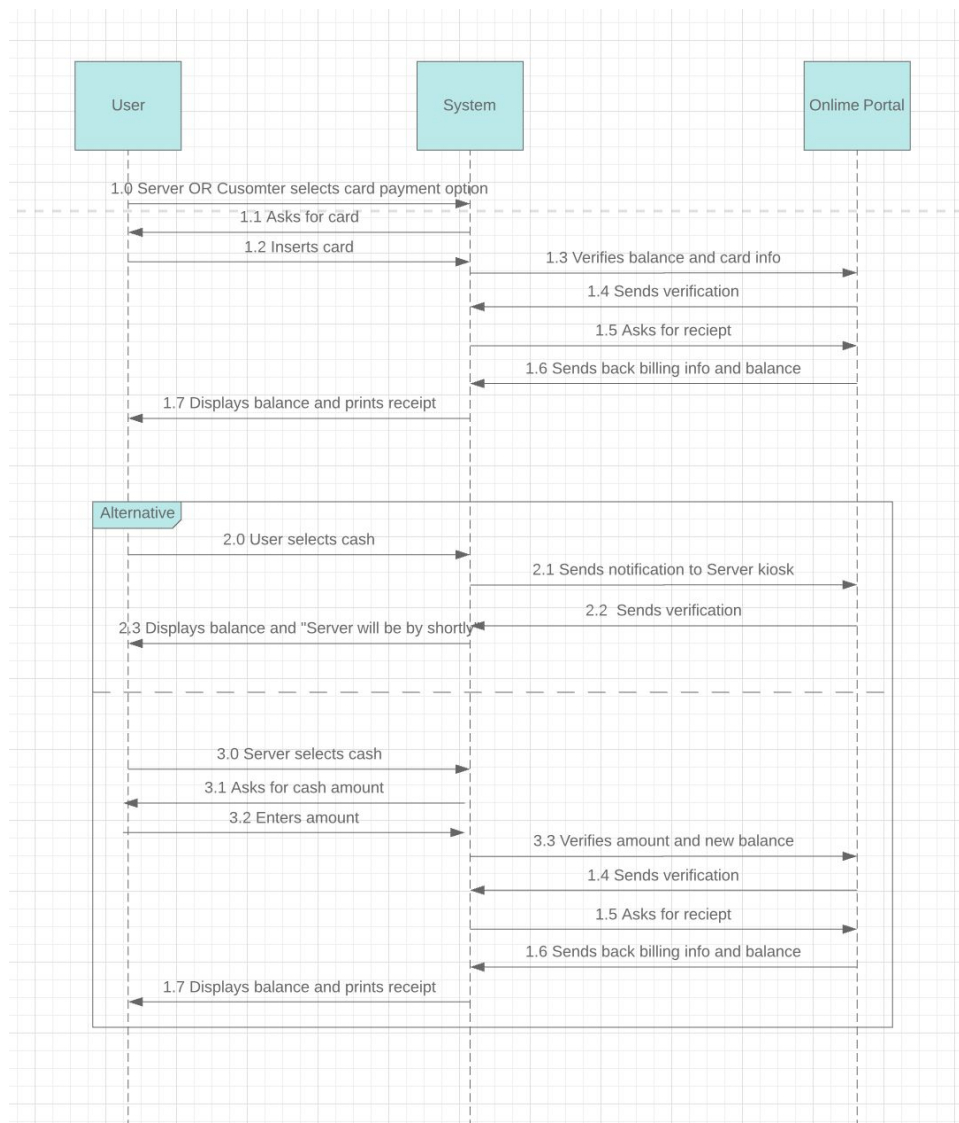 User
System
Onlime Portal
1.0 Server OR Cusomter selects card payment option
1.1 Asks for card
1.2 Inserts card
1.3 Verifies balance and card info
1.4 Sends verification
1.5 Asks for reciept
1.6 Sends back billing info and balance
1.7 Displays balance and prints receipt
Alternative
2.0 User selects cash
2.1 Sends notification to Server kiosk
2.2 Sends verification
2.3 Displays balance and "Server will be by shortly"
3.0 Server selects cash
3.1 Asks for cash amount
3.2 Enters amount
3.3 Verifies amount and new balance
1.4 Sends verification
1.5 Asks for reciept
1.6 Sends back billing info and balance
1.7 Displays balance and prints receipt